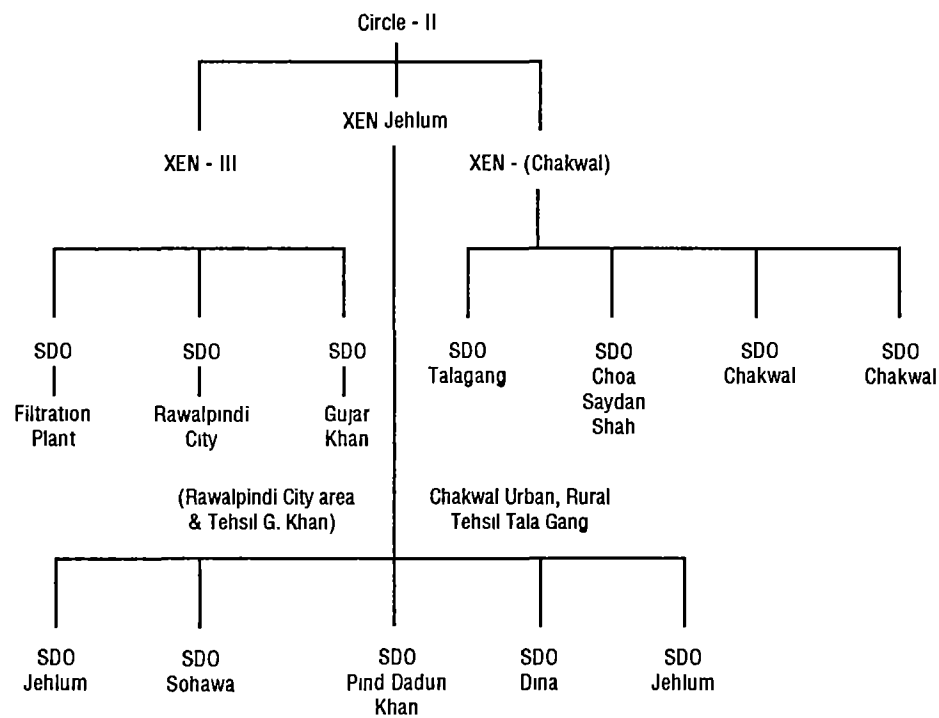 Circle - II
XEN Jehlum
XEN - III
XEN - (Chakwal)
SDO
Filtration
Plant
SDO
Rawalpindi
City
SDO
Gujar
Khan
SDO
Talagang
SDO
Choa
Saydan
Shah
SDO
Chakwal
SDO
Chakwal
(Rawalpindi City area
& Tehsil G. Khan)
Chakwal Urban, Rural
Tehsil Tala Gang
SDO
Jehlum
SDO
Sohawa
SDO
Pind Dadun
Khan
SDO
Dina
SDO
Jehlum